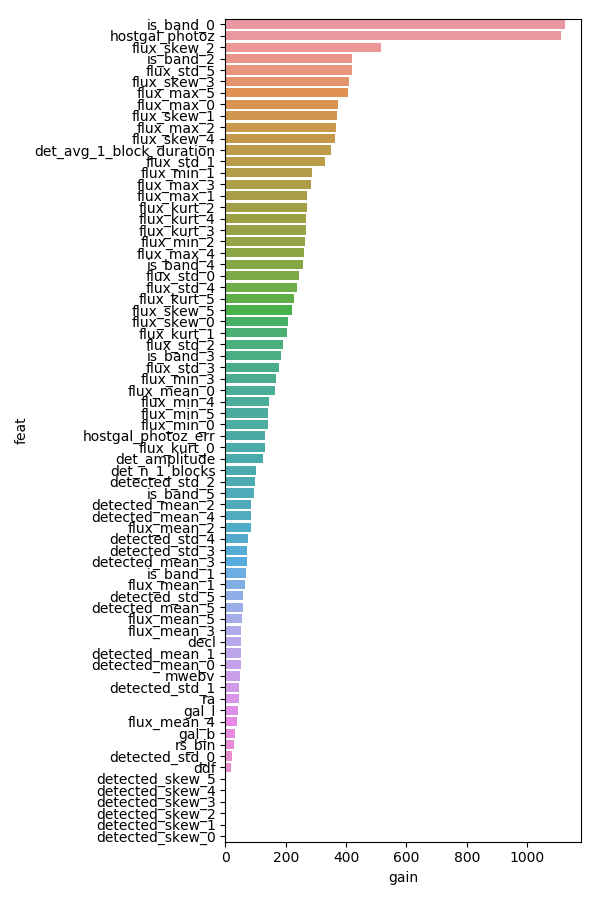 is_band_0
hostgal_photoz
flux_skew_2
is_band_2
flux_std_5
flux_skew_3
flux_max_5
flux_max_0
flux_skew_1
flux_max_2
flux_skew_4
det_avg_1_block_duration
flux_std_1
flux_min_1
flux_max_3
flux_max_1
flux_kurt_2
flux_kurt_4
flux_kurt_3
flux_min_2
flux_max_4
is_band_4
flux_std_0
flux_std_4
flux_kurt_5
flux_skew_5
flux_skew_0
flux_kurt_1
flux_std_2
is_band_3
flux_std_3
flux_min_3
flux_mean_0
flux_min_4
flux_min_5
flux_min_0
hostgal_photoz_err
flux_kurt_0
det_amplitude
det_n_1_blocks
detected_std_2
is_band_5
detected_mean_2
detected_mean_4
flux_mean_2
detected_std_4
detected_std_3
detected_mean_3
is_band_1
flux_mean_1
detected_std_5
detected_mean_5
flux_mean_5
flux_mean_3
decl
detected_mean_1
detected_mean_0
mwebv
detected_std_1
ra
gal_l
flux_mean_4
gal_b
rs_bin
detected_std_0
ddf
detected_skew_5
detected_skew_4
detected_skew_3
detected_skew_2
detected_skew_1
detected_skew_0
feat
0 200 400 600 800 1000
gain